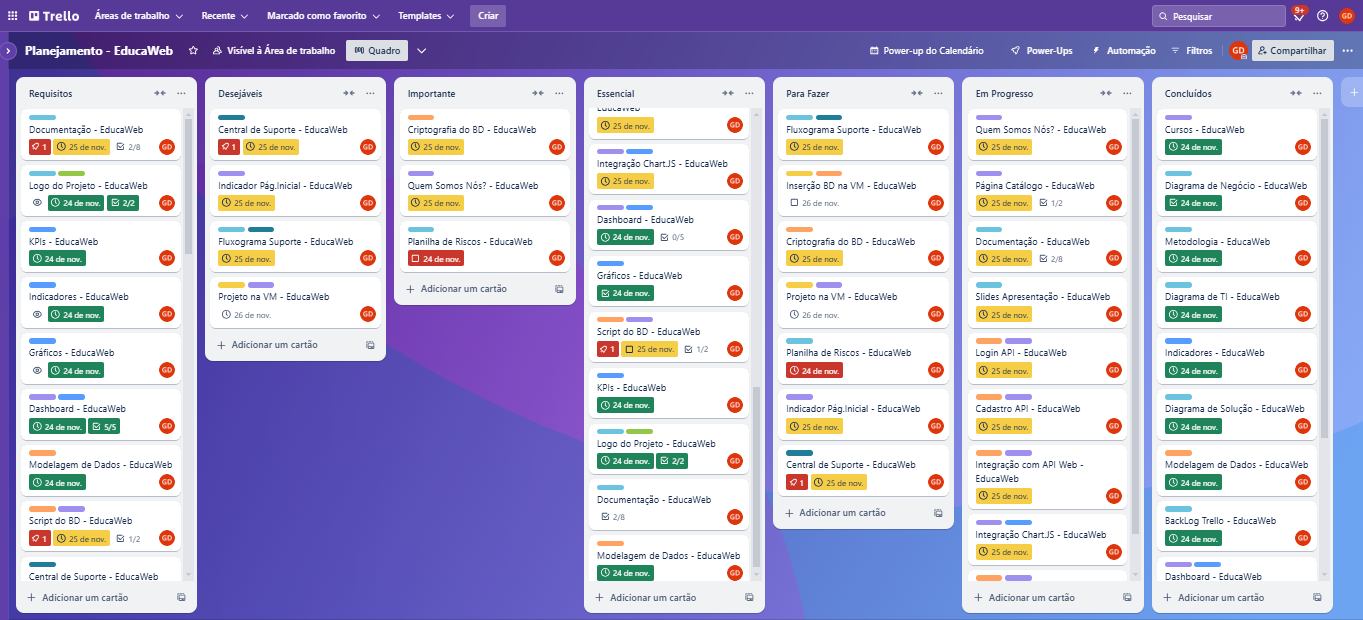 Trello
Áreas de trabalho
Recente
Marcado como favorito
Templates
Criar
Pesquisar
9+
GD
Planejamento - EducaWeb
Visível à Área de trabalho
Quadro
Power-up do Calendário
Power-Ups
Automação
Filtros
GD
Compartilhar
Requisitos
Documentação - EducaWeb
1 25 de nov. 2/8 GD
Logo do Projeto - EducaWeb
24 de nov. 2/2 GD
KPIs - EducaWeb
24 de nov. GD
Indicadores - EducaWeb
24 de nov. GD
Gráficos - EducaWeb
24 de nov. GD
Dashboard - EducaWeb
24 de nov. 5/5 GD
Modelagem de Dados - EducaWeb
24 de nov. GD
Script do BD - EducaWeb
1 25 de nov. 1/2 GD
Central de Suporte - EducaWeb
+ Adicionar um cartão
Desejáveis
Central de Suporte - EducaWeb
1 25 de nov. GD
Indicador Pág.Inicial - EducaWeb
25 de nov. GD
Fluxograma Suporte - EducaWeb
25 de nov. GD
Projeto na VM - EducaWeb
26 de nov. GD
+ Adicionar um cartão
Importante
Criptografia do BD - EducaWeb
25 de nov. GD
Quem Somos Nós? - EducaWeb
25 de nov. GD
Planilha de Riscos - EducaWeb
24 de nov. GD
+ Adicionar um cartão
Essencial
EducaWeb
25 de nov. GD
Integração Chart.JS - EducaWeb
25 de nov. GD
Dashboard - EducaWeb
24 de nov. 0/5 GD
Gráficos - EducaWeb
24 de nov. GD
Script do BD - EducaWeb
1 25 de nov. 1/2 GD
KPIs - EducaWeb
24 de nov. GD
Logo do Projeto - EducaWeb
24 de nov. 2/2 GD
Documentação - EducaWeb
2/8 GD
Modelagem de Dados - EducaWeb
24 de nov. GD
+ Adicionar um cartão
Para Fazer
Fluxograma Suporte - EducaWeb
25 de nov. GD
Inserção BD na VM - EducaWeb
26 de nov. GD
Criptografia do BD - EducaWeb
25 de nov. GD
Projeto na VM - EducaWeb
26 de nov. GD
Planilha de Riscos - EducaWeb
24 de nov. GD
Indicador Pág.Inicial - EducaWeb
25 de nov. GD
Central de Suporte - EducaWeb
1 25 de nov. GD
+ Adicionar um cartão
Em Progresso
Quem Somos Nós? - EducaWeb
25 de nov. GD
Página Catálogo - EducaWeb
25 de nov. 1/2 GD
Documentação - EducaWeb
25 de nov. 2/8 GD
Slides Apresentação - EducaWeb
25 de nov. GD
Login API - EducaWeb
25 de nov. GD
Cadastro API - EducaWeb
25 de nov. GD
Integração com API Web -
EducaWeb
25 de nov. GD
Integração Chart.JS - EducaWeb
25 de nov. GD
+ Adicionar um cartão
Concluídos
Cursos - EducaWeb
24 de nov. GD
Diagrama de Negócio - EducaWeb
24 de nov. GD
Metodologia - EducaWeb
24 de nov. GD
Diagrama de TI - EducaWeb
24 de nov. GD
Indicadores - EducaWeb
24 de nov. GD
Diagrama de Solução - EducaWeb
24 de nov. GD
Modelagem de Dados - EducaWeb
24 de nov. GD
BackLog Trello - EducaWeb
24 de nov. GD
Dashboard - EducaWeb
+ Adicionar um cartão